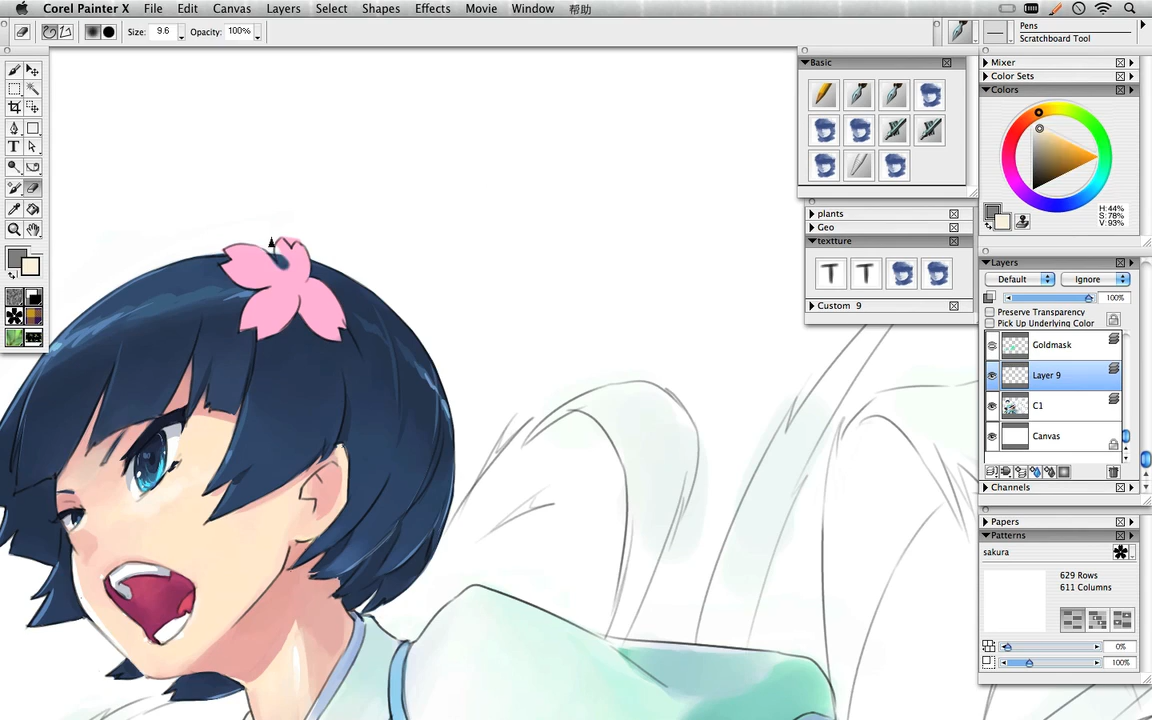 Corel Painter X File Edit Canvas Layers Select Shapes Effects Movie Window 帮助
Size: 9.6 Opacity: 100%
Pens
Scratchboard Tool
Basic
plants
Geo
textture
Custom 9
Mixer
Color Sets
Colors
H:44%
S:78%
V:93%
Layers
Default Ignore
100%
Preserve Transparency
Pick Up Underlying Color
Goldmask
Layer 9
C1
Canvas
Channels
Papers
Patterns
sakura
629 Rows
611 Columns
0%
100%